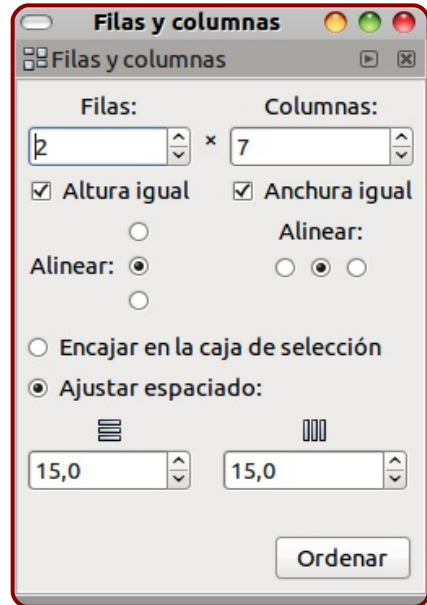 Filas y columnas
Filas y columnas
Filas: Columnas:
2 × 7
Altura igual Anchura igual
Alinear:
Alinear:
Encajar en la caja de selección
Ajustar espaciado:
15,0 15,0
Ordenar